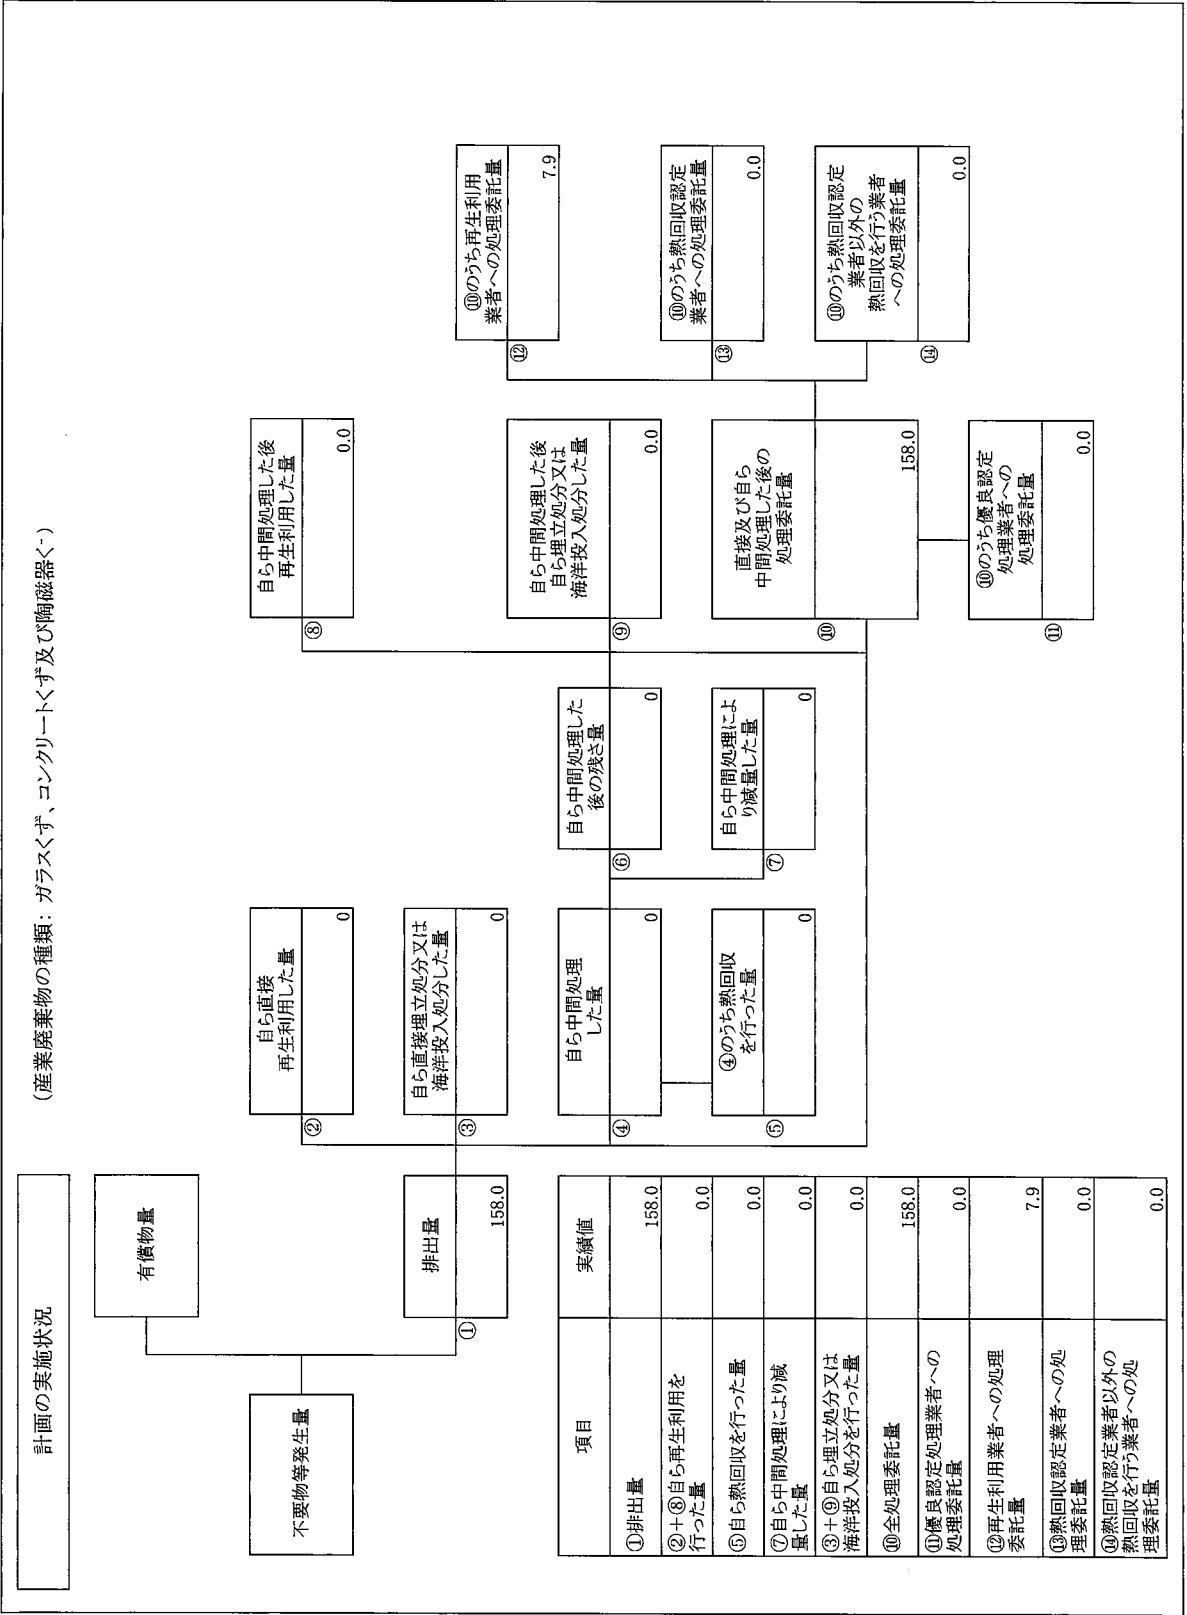 計画の実施状況
(産業廃棄物の種類：ガラスくず、コンクリートくず及び陶磁器くｰ)
不要物等発生量
有償物量
①
排出量
158.0
②
自ら直接
再生利用した量
0
③
自ら直接埋立処分又は
海洋投入処分した量
0
④
自ら中間処理
した量
0
⑤
④のうち熱回収
を行った量
0
⑥
自ら中間処理した
後の残さ量
0
⑦
自ら中間処理によ
り減量した量
0
⑧
自ら中間処理した後
再生利用した量
0.0
⑨
自ら中間処理した後
自ら埋立処分又は
海洋投入処分した量
0.0
⑩
直接及び自ら
中間処理した後の
処理委託量
158.0
⑪
⑩のうち優良認定
処理業者への
処理委託量
0.0
⑫
⑩のうち再生利用
業者への処理委託量
7.9
⑬
⑩のうち熱回収認定
業者への処理委託量
0.0
⑭
⑩のうち熱回収認定
業者以外の
熱回収を行う業者
への処理委託量
0.0
項目 実績値
①排出量 158.0
②+⑧自ら再生利用を
行った量 0.0
⑤自ら熱回収を行った量 0.0
⑦自ら中間処理により減
量した量 0.0
③+⑨自ら埋立処分又は
海洋投入処分を行った量 0.0
⑩全処理委託量 158.0
⑪優良認定処理業者への
処理委託量 0.0
⑫再生利用業者への処理
委託量 7.9
⑬熱回収認定業者への処
理委託量 0.0
⑭熱回収認定業者以外の
熱回収を行う業者への処
理委託量 0.0